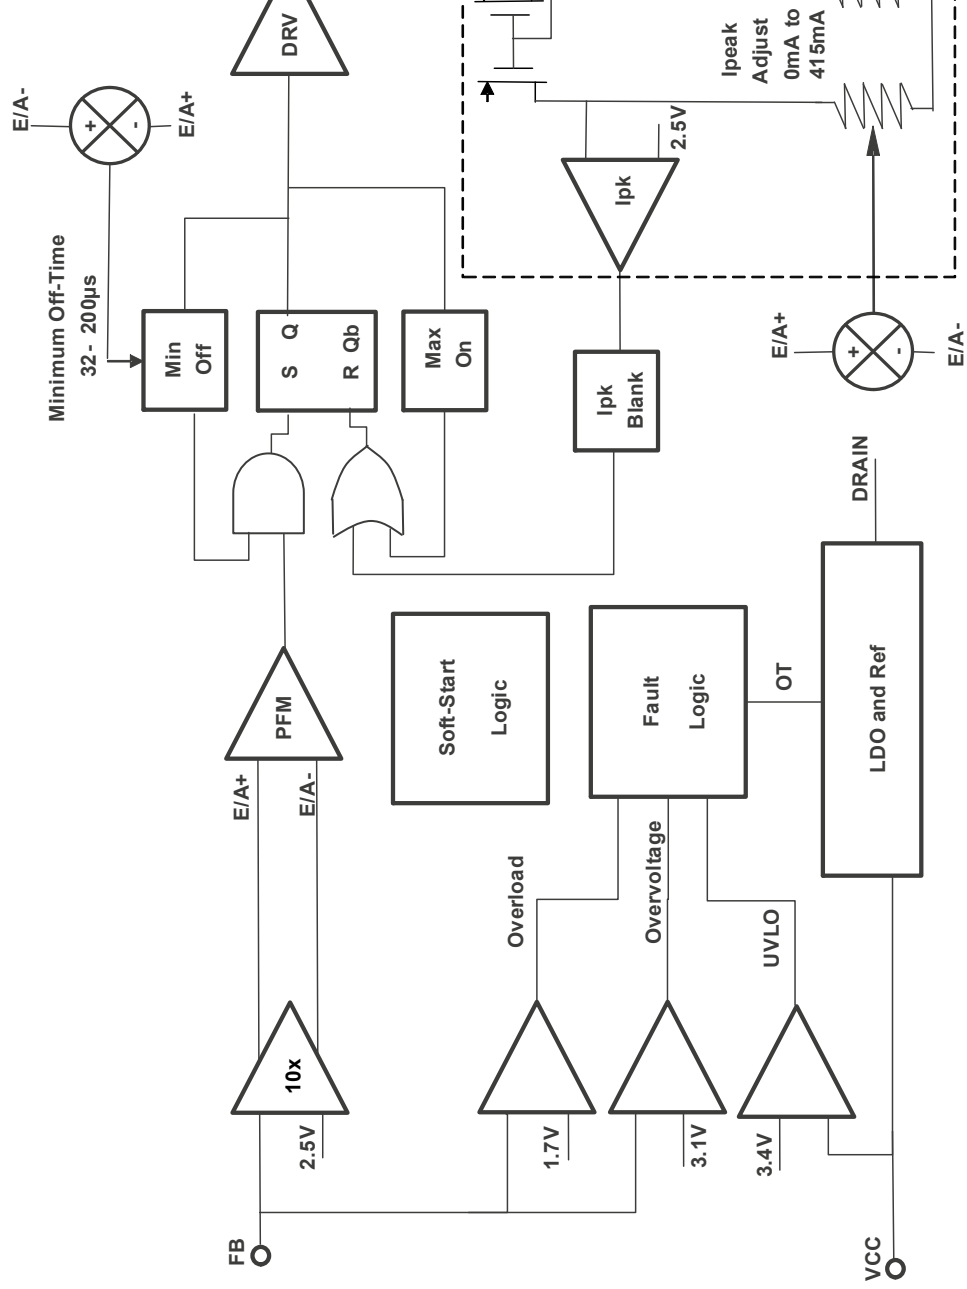 FB
2.5V
10x
E/A+
E/A-
PFM
Minimum Off-Time
32 - 200µs
Min
Off
S Q
R Qb
Max
On
E/A-
+
-
E/A+
DRV
1.7V
Overload
3.1V
Overvoltage
3.4V
UVLO
Soft-Start
Logic
Fault
Logic
OT
Ipk
Blank
Ipk
2.5V
Ipeak
Adjust
0mA to
415mA
E/A+
+
-
E/A-
VCC
LDO and Ref
DRAIN